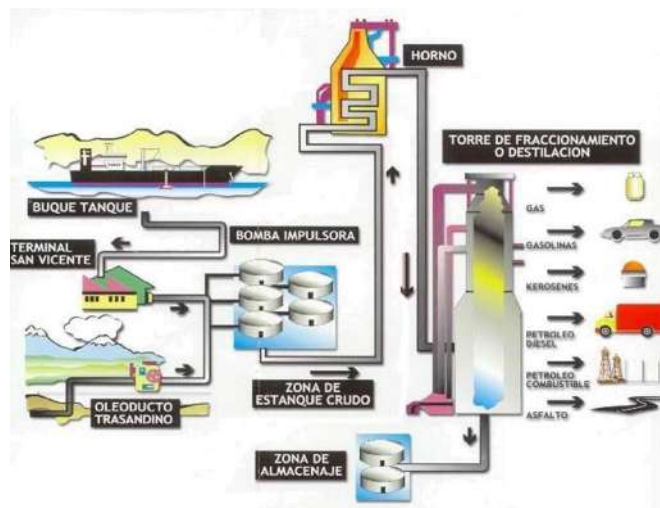 HORNO
TORRE DE FRACCIONAMIENTO
O DESTILACION
BUQUE TANQUE
BOMBA IMPULSORA
TERMINAL
SAN VICENTE
GAS
GASOLINAS
KEROSENES
PETROLEO
DIESEL
PETROLEO
COMBUSTIBLE
ASFALTO
ZONA DE
ESTANQUE CRUDO
OLEODUCTO
TRASANDINO
ZONA DE
ALMACENAJE